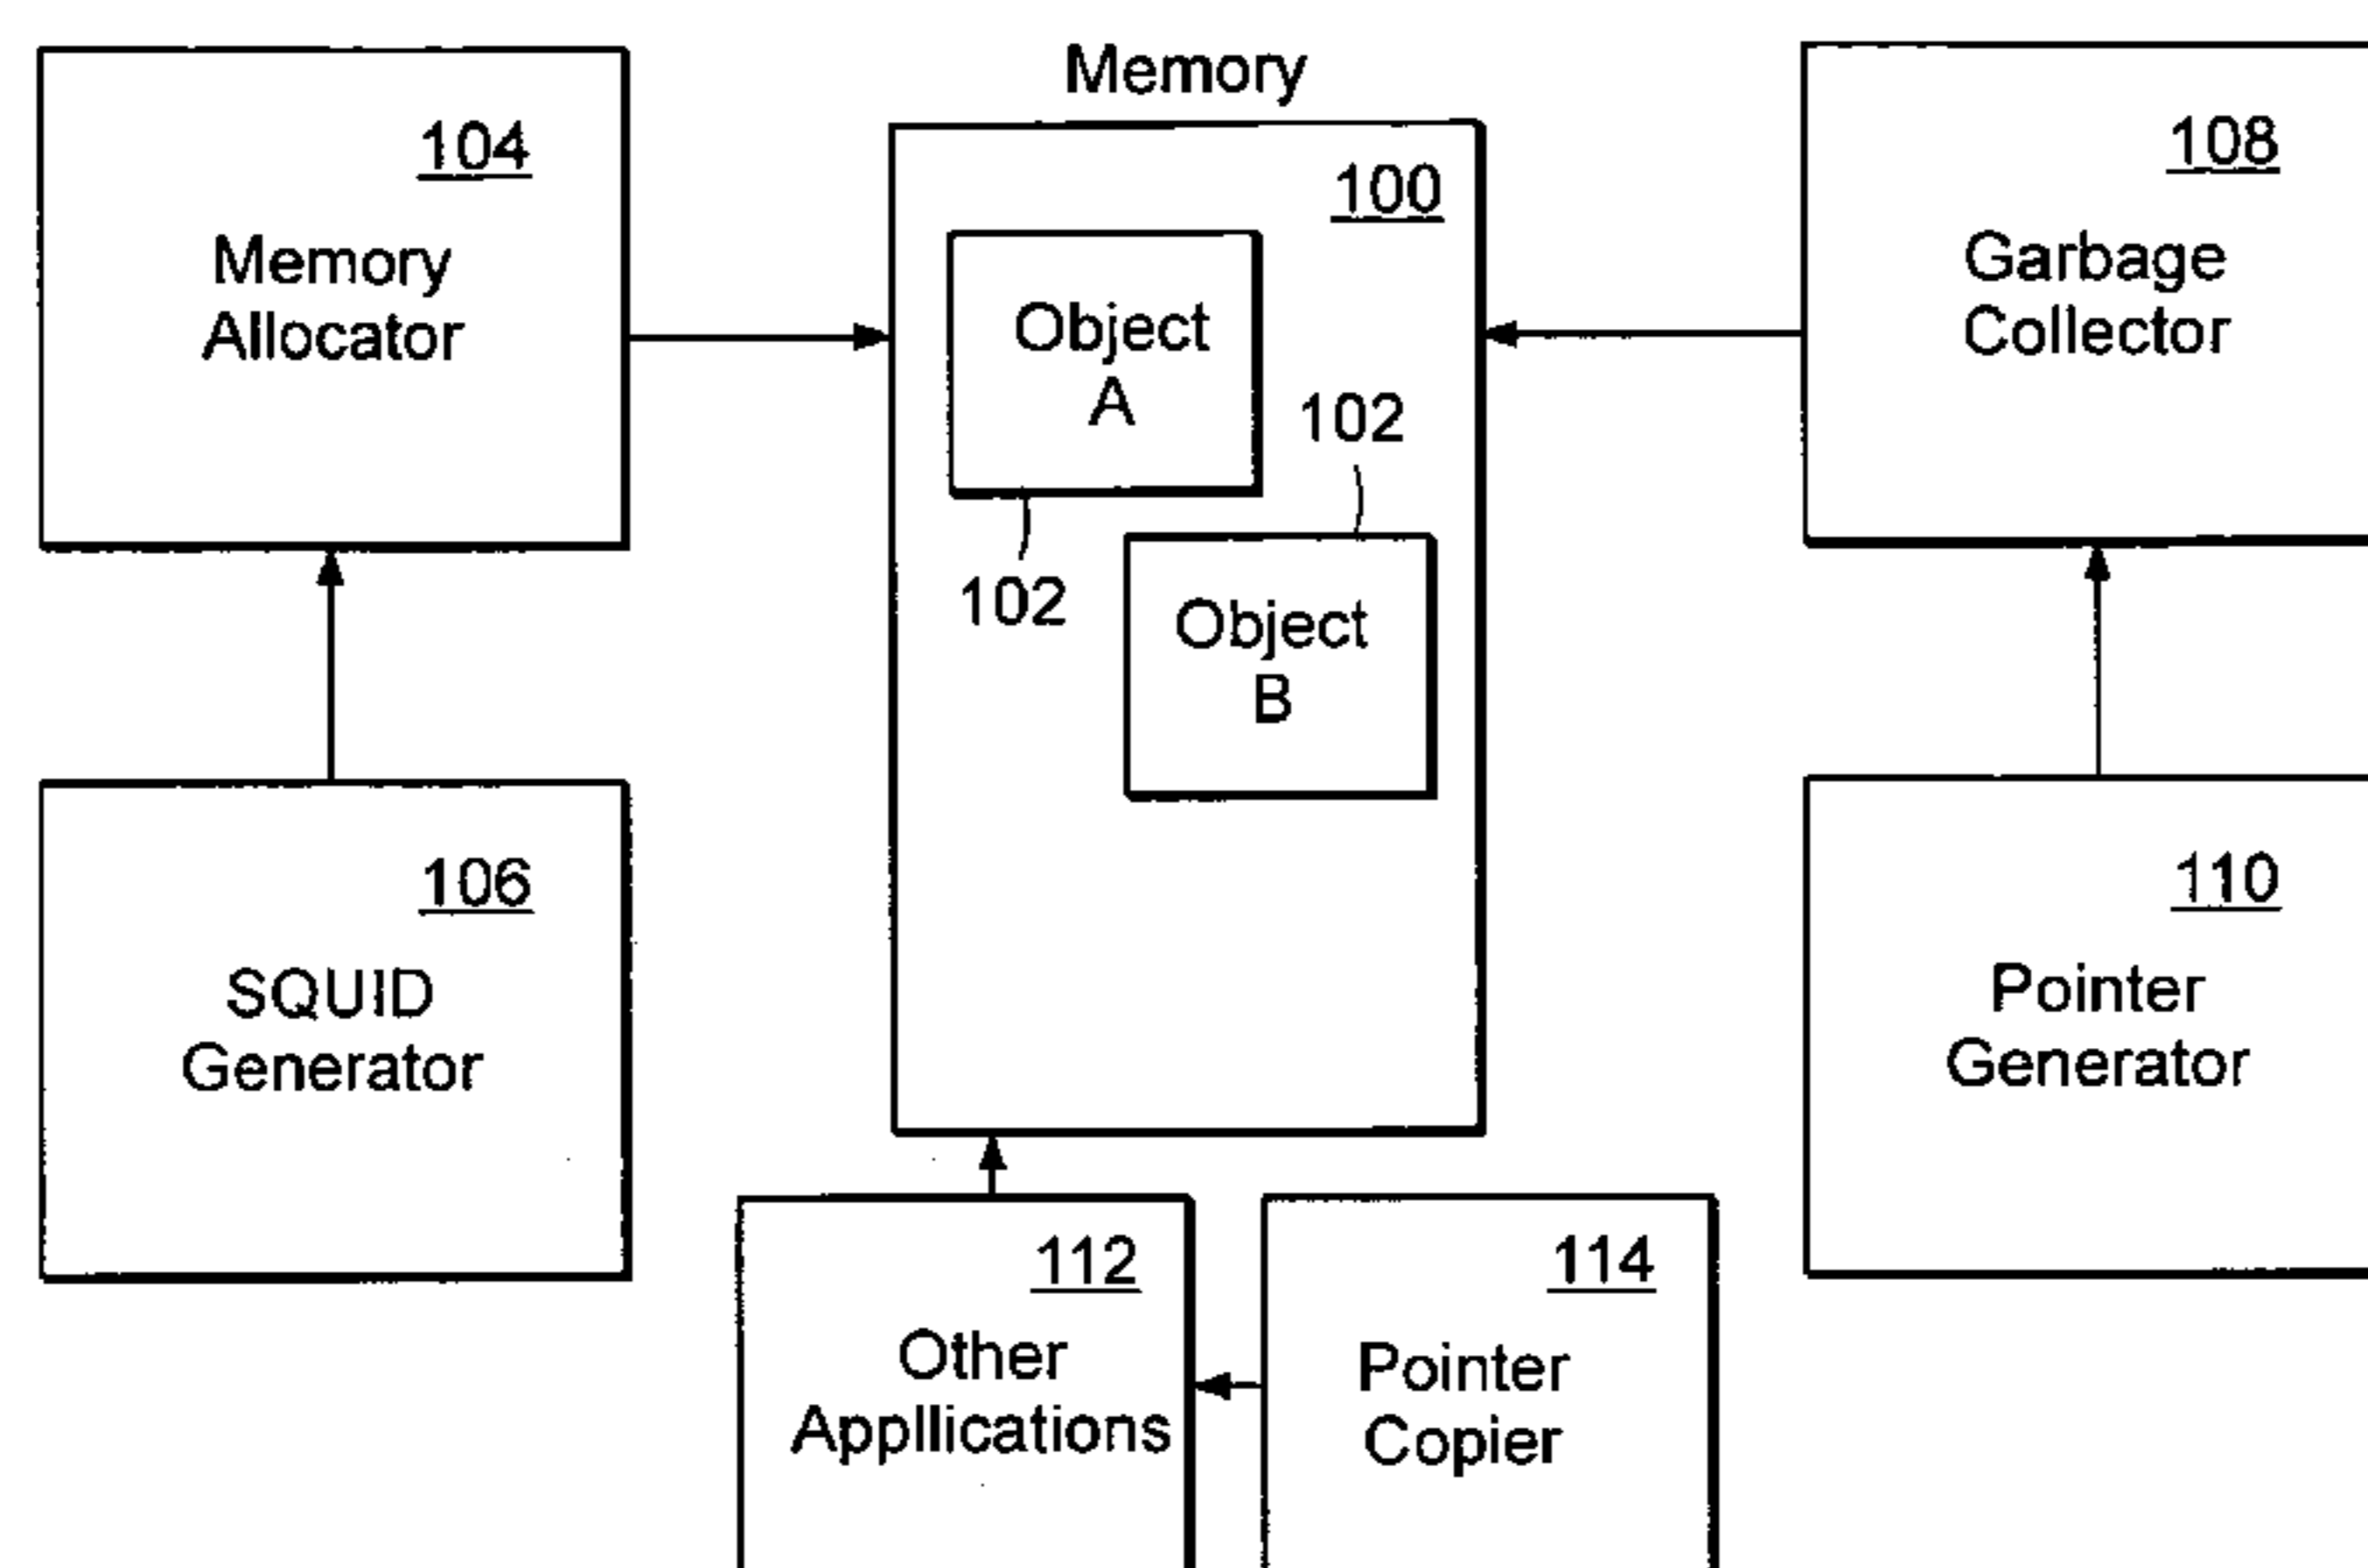 104
Memory
Allocator
Memory
100
Object
A
102
102
Object
B
108
Garbage
Collector
106
SQUID
Generator
110
Pointer
Generator
112
Other
Appllications
114
Pointer
Copier